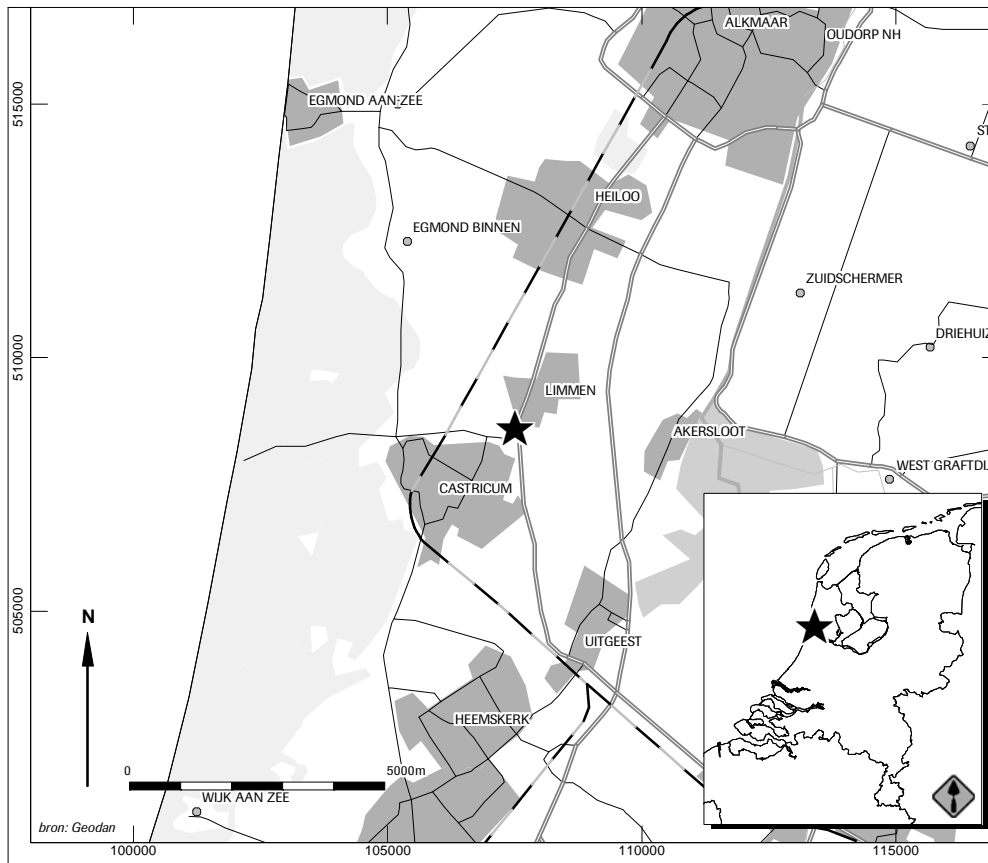 ALKMAAR
OUDORP NH
515000
EGMOND AAN ZEE
HEILOO
EGMOND BINNEN
ZUIDSCHERMER
DRIEHUIZ
510000
LIMMEN
AKERSLOOT
WEST GRAFTDIJ
CASTRICUM
505000
N
UITGEEST
HEEMSKERK
0
5000m
WIJK AAN ZEE
bron: Geodan
100000
105000
110000
115000